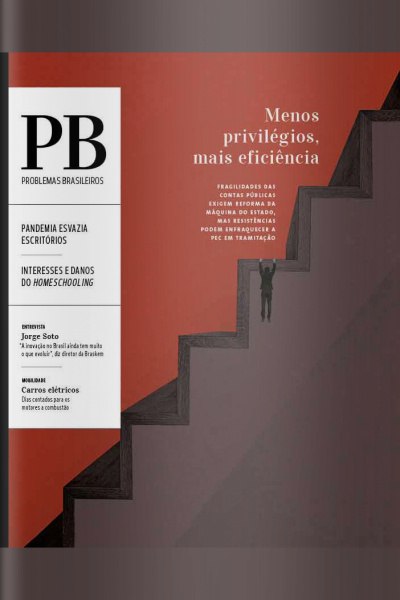 PB
PROBLEMAS BRASILEIROS
PANDEMIA ESVAZIA
ESCRITÓRIOS
INTERESSES E DANOS
DO HOMESCHOOLING
ENTREVISTA
Jorge Soto
"A inovação no Brasil ainda tem muito
o que evoluir", diz diretor da Braskem
MOBILIDADE
Carros elétricos
Dias contados para os
motores a combustão
Menos
privilégios,
mais eficiência
FRAGILIDADES DAS
CONTAS PÚBLICAS
EXIGEM REFORMA DA
MÁQUINA DO ESTADO,
MAS RESISTÊNCIAS
PODEM ENFRAQUECER A
PEC EM TRAMITAÇÃO